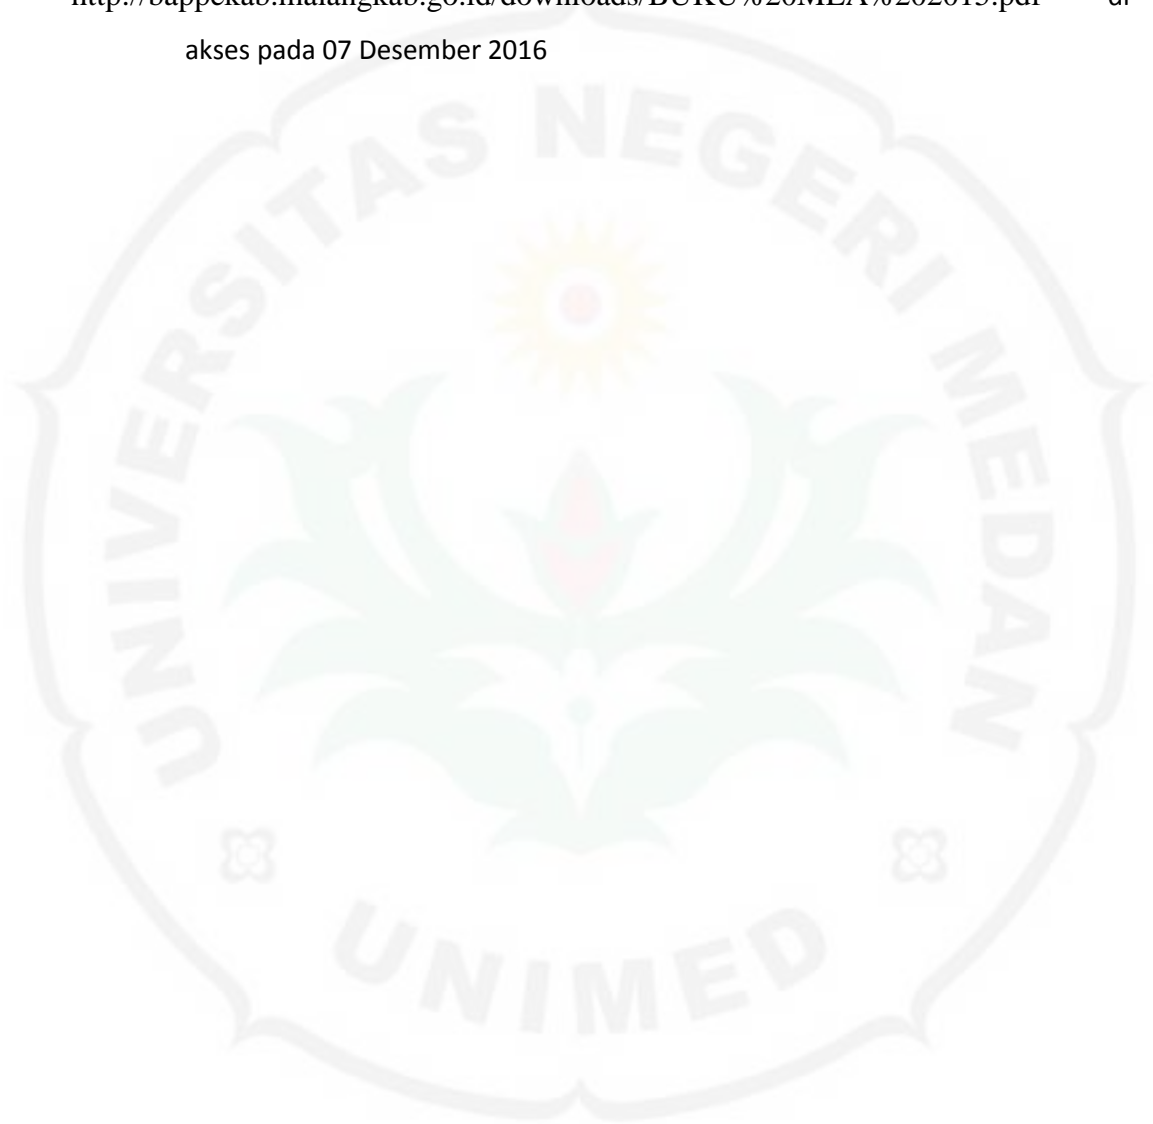 http://bappekab.malangkab.go.id/downloads/BUKU%20MEA%202015.pdf di
akses pada 07 Desember 2016
UNIVERSITAS NEGERI MEDAN
UNIMED